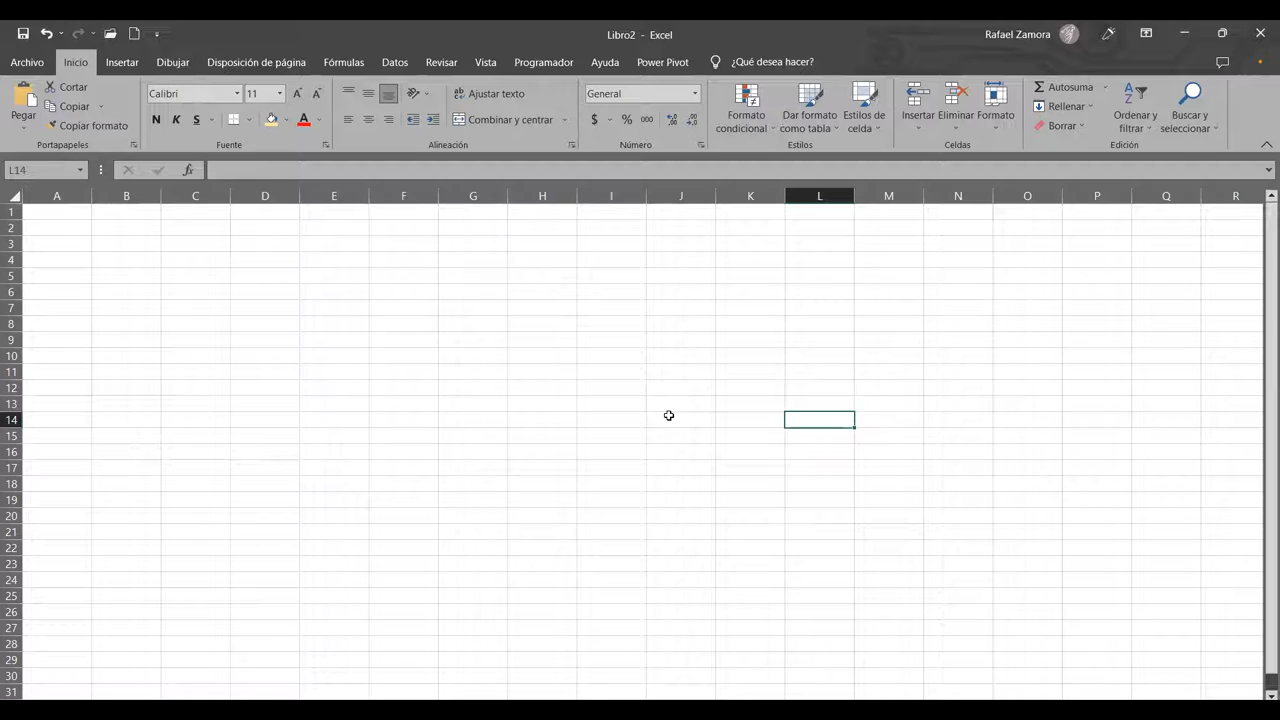 Libro2 - Excel
Rafael Zamora
Archivo Inicio Insertar Dibujar Disposición de página Fórmulas Datos Revisar Vista Programador Ayuda Power Pivot ¿Qué desea hacer?
Pegar
Cortar
Copiar
Copiar formato
Portapapeles
Calibri 11
N K S
Fuente
Ajustar texto
Combinar y centrar
Alineación
General
$ % 000
Número
Formato condicional
Dar formato como tabla
Estilos de celda
Estilos
Insertar
Eliminar
Formato
Celdas
Autosuma
Rellenar
Borrar
Ordenar y filtrar
Buscar y seleccionar
Edición
L14
fx
A B C D E F G H I J K L M N O P Q R
1
2
3
4
5
6
7
8
9
10
11
12
13
14
15
16
17
18
19
20
21
22
23
24
25
26
27
28
29
30
31